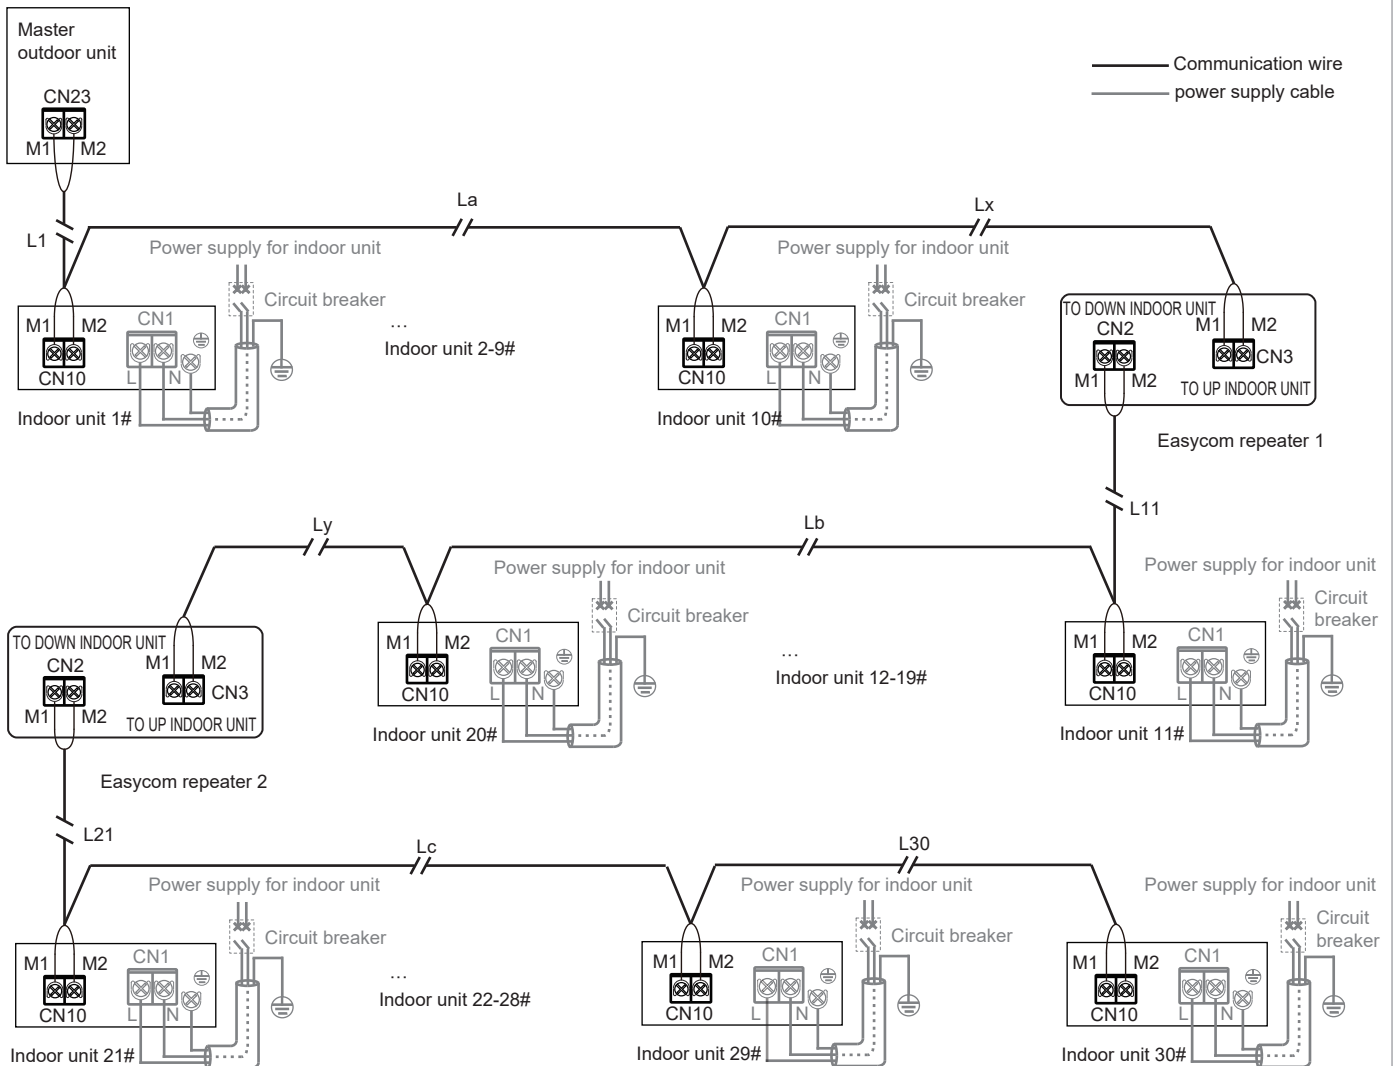 Master
outdoor unit
CN23
M1 M2
Communication wire
power supply cable
La
Lx
L1
Power supply for indoor unit
Power supply for indoor unit
Circuit breaker
Circuit breaker
M1 M2
CN1
CN10
L N
Indoor unit 1#
...
Indoor unit 2-9#
M1 M2
CN1
CN10
L N
Indoor unit 10#
TO DOWN INDOOR UNIT
CN2
M1 M2
M1 M2
CN3
TO UP INDOOR UNIT
Easycom repeater 1
L11
Ly
Lb
Power supply for indoor unit
Circuit breaker
Power supply for indoor unit
Circuit
breaker
TO DOWN INDOOR UNIT
CN2
M1 M2
M1 M2
CN3
TO UP INDOOR UNIT
Easycom repeater 2
M1 M2
CN1
CN10
L N
Indoor unit 20#
...
Indoor unit 12-19#
M1 M2
CN1
CN10
L N
Indoor unit 11#
L21
Lc
L30
Power supply for indoor unit
Circuit breaker
Power supply for indoor unit
Circuit breaker
Power supply for indoor unit
Circuit
breaker
M1 M2
CN1
CN10
L N
Indoor unit 21#
...
Indoor unit 22-28#
M1 M2
CN1
CN10
L N
Indoor unit 29#
M1 M2
CN1
CN10
L N
Indoor unit 30#